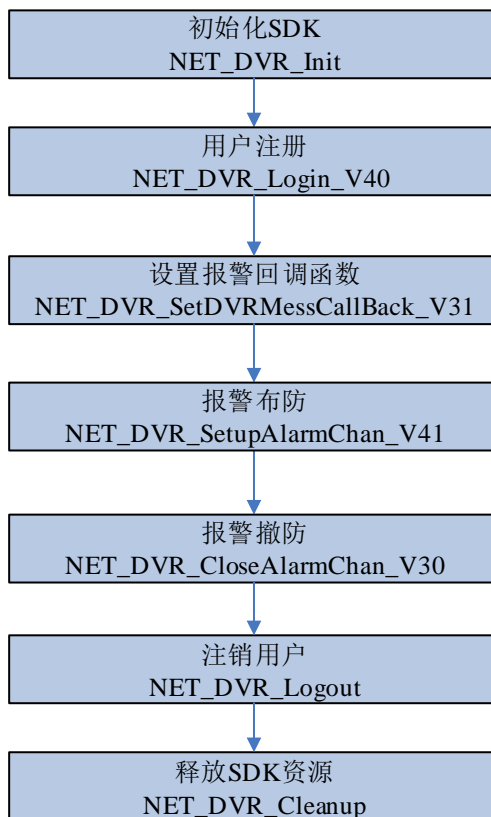 初始化SDK
NET_DVR_Init
用户注册
NET_DVR_Login_V40
设置报警回调函数
NET_DVR_SetDVRMessCallBack_V31
报警布防
NET_DVR_SetupAlarmChan_V41
报警撤防
NET_DVR_CloseAlarmChan_V30
注销用户
NET_DVR_Logout
释放SDK资源
NET_DVR_Cleanup